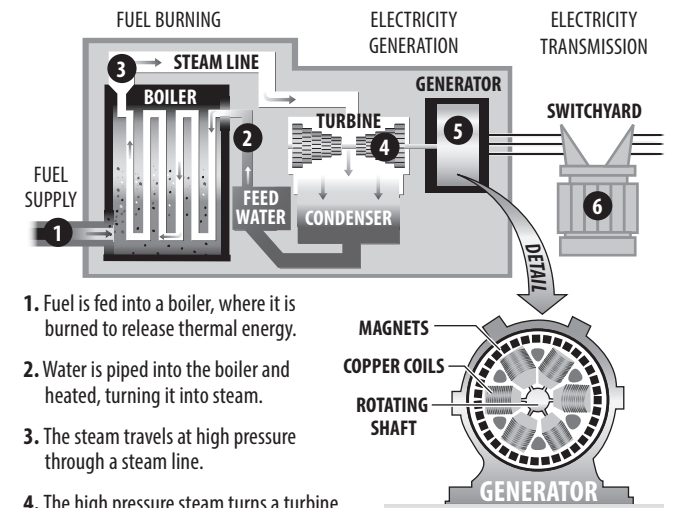 FUEL BURNING
ELECTRICITY
GENERATION
ELECTRICITY
TRANSMISSION
3
STEAM LINE
BOILER
2
FUEL
SUPPLY
1
FEED
WATER
TURBINE
4
CONDENSER
GENERATOR
5
SWITCHYARD
6
DETAIL
1. Fuel is fed into a boiler, where it is
burned to release thermal energy.
2. Water is piped into the boiler and
heated, turning it into steam.
3. The steam travels at high pressure
through a steam line.
4. The high pressure steam turns a turbine
MAGNETS
COPPER COILS
ROTATING
SHAFT
GENERATOR